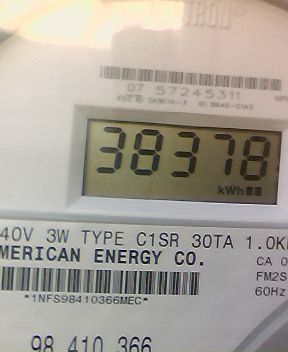 TRON
07 57245311
38378
kWh
40V 3W TYPE C1SR 30TA 1.0K
MERICAN ENERGY CO.
CA 0
FM2S
60Hz
*1NFS98410366MEC*
98 410 366